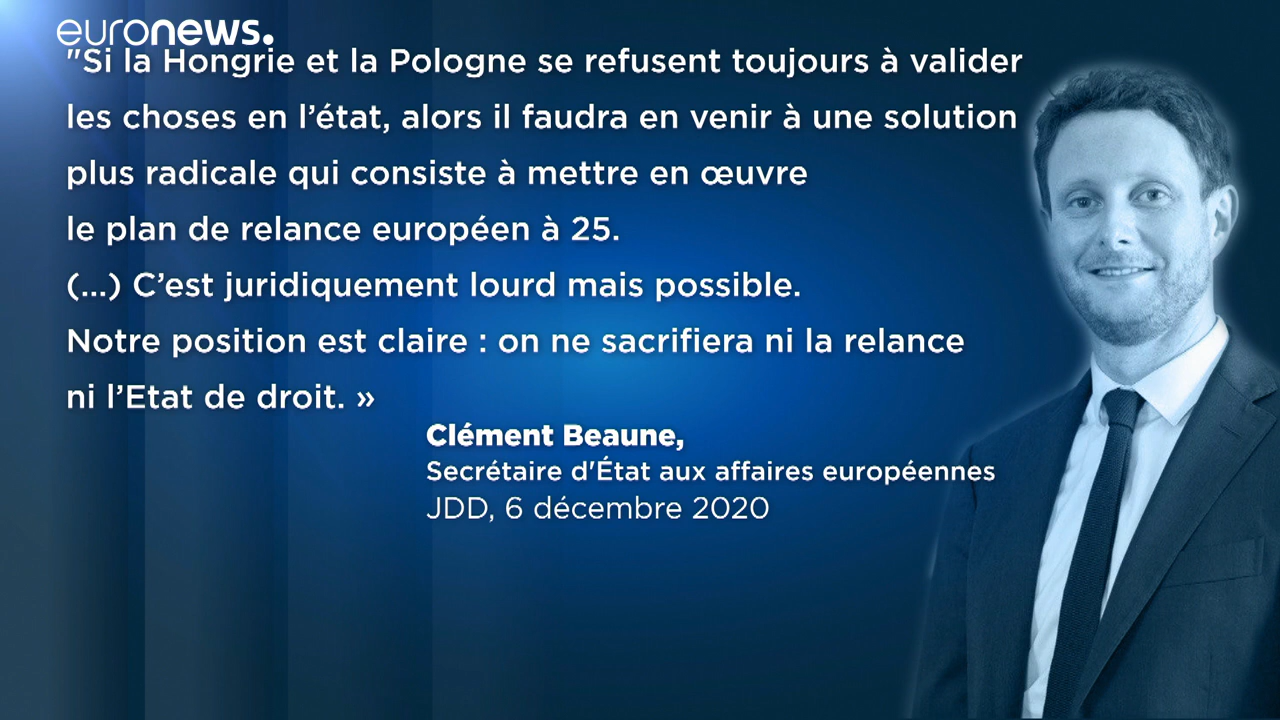 euronews.
"Si la Hongrie et la Pologne se refusent toujours à valider
les choses en l’état, alors il faudra en venir à une solution
plus radicale qui consiste à mettre en œuvre
le plan de relance européen à 25.
(...) C’est juridiquement lourd mais possible.
Notre position est claire : on ne sacrifiera ni la relance
ni l’Etat de droit. »
Clément Beaune,
Secrétaire d'État aux affaires européennes
JDD, 6 décembre 2020